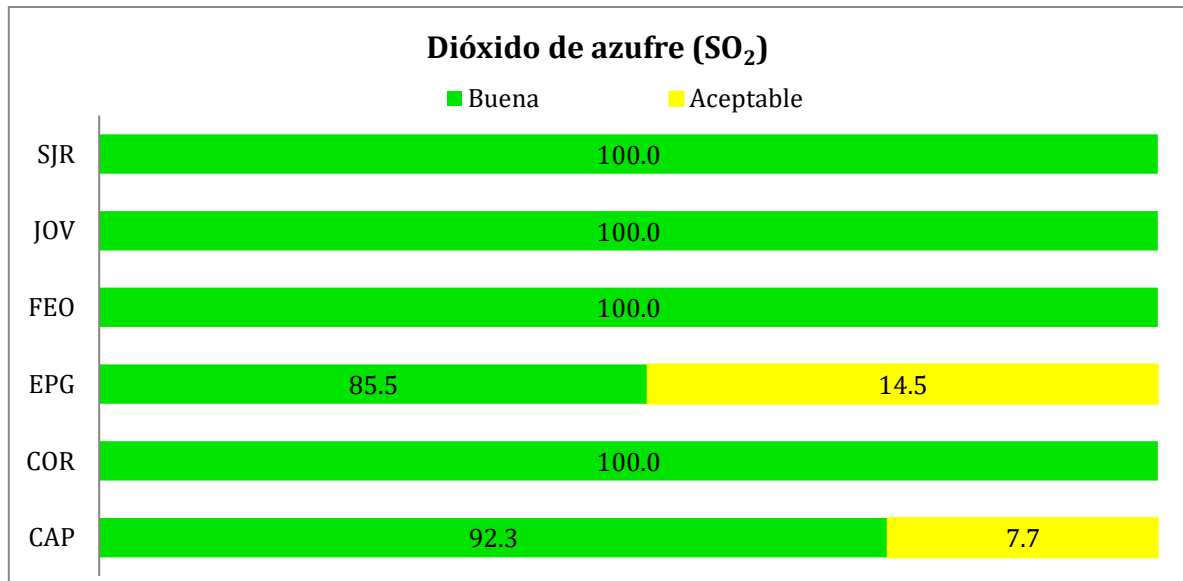 Dióxido de azufre (SO₂)
Buena Aceptable
SJR 100.0
JOV 100.0
FEO 100.0
EPG 85.5 14.5
COR 100.0
CAP 92.3 7.7